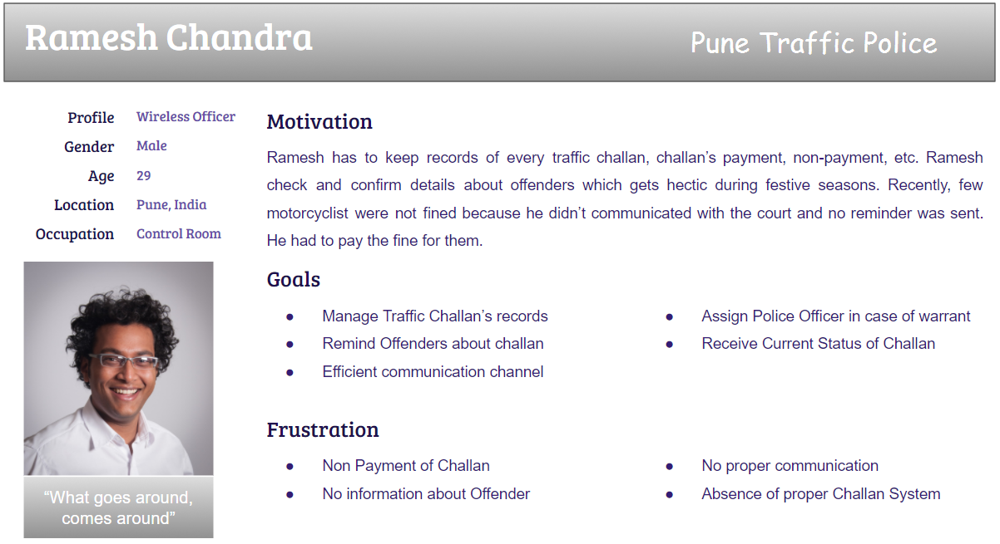 Ramesh Chandra
Pune Traffic Police
Profile Wireless Officer
Gender Male
Age 29
Location Pune, India
Occupation Control Room
“What goes around,
comes around”
Motivation
Ramesh has to keep records of every traffic challan, challan’s payment, non-payment, etc. Ramesh
check and confirm details about offenders which gets hectic during festive seasons. Recently, few
motorcyclist were not fined because he didn’t communicated with the court and no reminder was sent.
He had to pay the fine for them.
Goals
● Manage Traffic Challan’s records
● Remind Offenders about challan
● Efficient communication channel
● Assign Police Officer in case of warrant
● Receive Current Status of Challan
Frustration
● Non Payment of Challan
● No information about Offender
● No proper communication
● Absence of proper Challan System